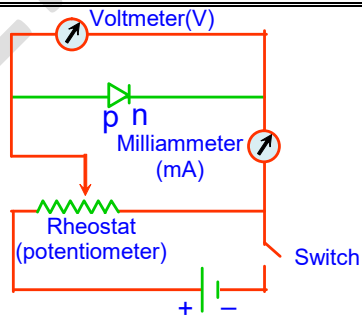 Voltmeter(V)
p n
Milliammeter
(mA)
Rheostat
(potentiometer)
Switch
+ –